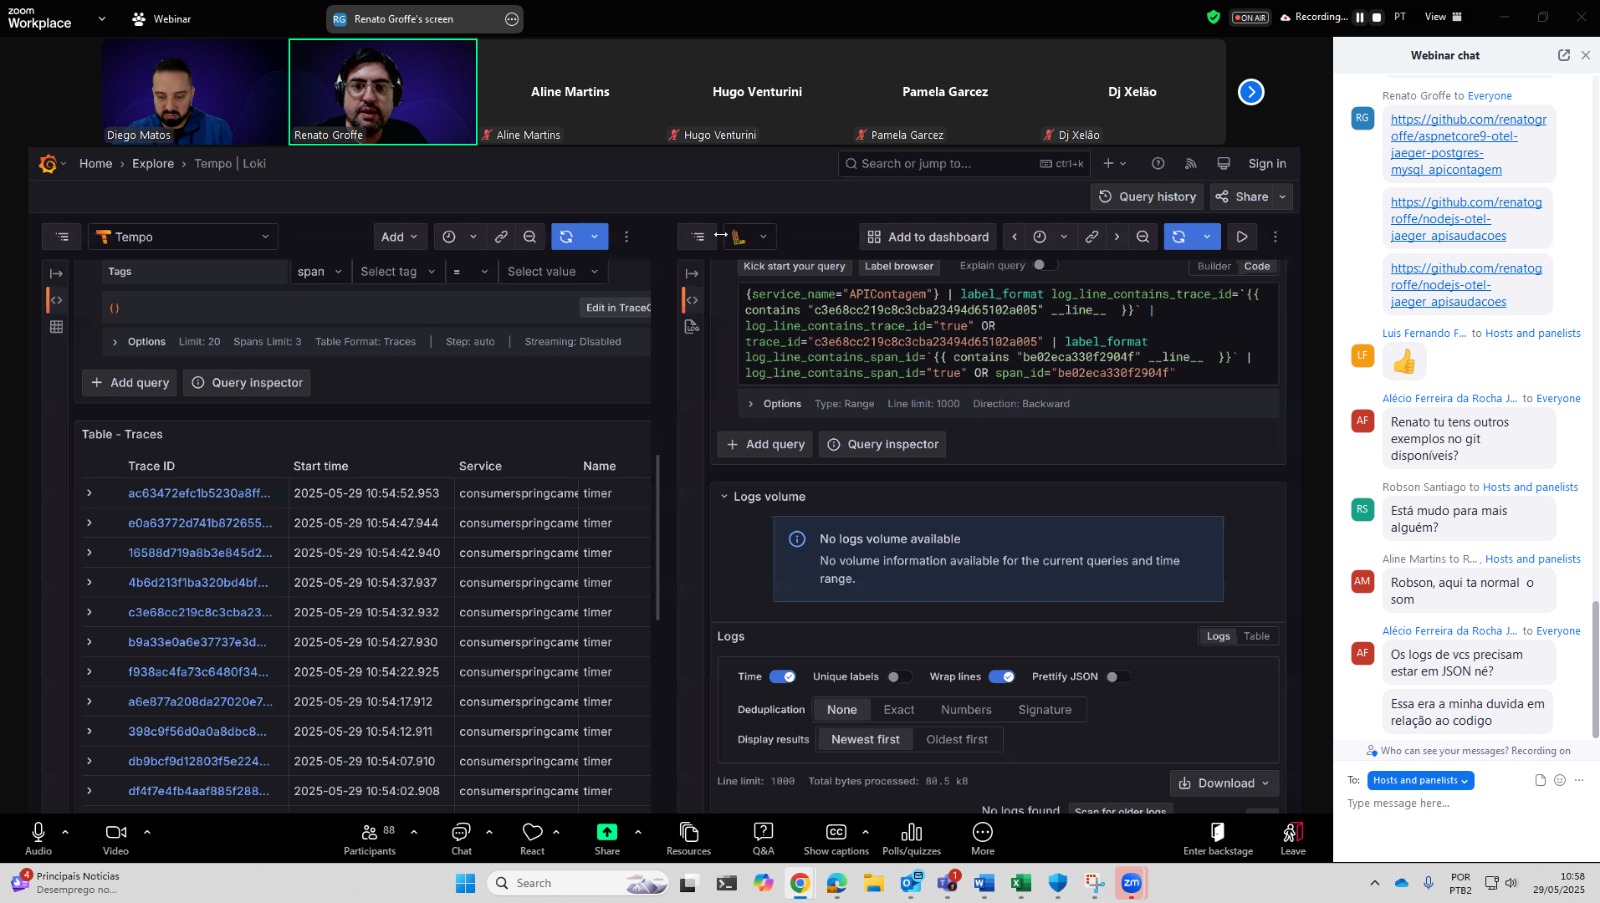 zoom
Workplace
Webinar
RG Renato Groffe's screen
ON AIR
Recording...
PT
View
Diego Matos
Renato Groffe
Aline Martins
Aline Martins
Hugo Venturini
Hugo Venturini
Pamela Garcez
Pamela Garcez
Dj Xelão
Dj Xelão
Home › Explore › Tempo | Loki
Search or jump to...
ctrl+k
Sign in
Query history
Share
Tempo
Add
Tags
span
Select tag
=
Select value
{}
Edit in TraceQ
Options Limit: 20 Spans Limit: 3 Table Format: Traces | Step: auto | Streaming: Disabled
+ Add query
Query inspector
Table - Traces
Trace ID Start time Service Name
ac63472efc1b5230a8ff... 2025-05-29 10:54:52.953 consumerspringcame timer
e0a63772d741b872655... 2025-05-29 10:54:47.944 consumerspringcame timer
16588d719a8b3e845d2... 2025-05-29 10:54:42.940 consumerspringcame timer
4b6d213f1ba320bd4bf... 2025-05-29 10:54:37.937 consumerspringcame timer
c3e68cc219c8c3cba23... 2025-05-29 10:54:32.932 consumerspringcame timer
b9a33e0a6e37737e3d... 2025-05-29 10:54:27.930 consumerspringcame timer
f938ac4fa73c6480f34... 2025-05-29 10:54:22.925 consumerspringcame timer
a6e877a208da27020e7... 2025-05-29 10:54:17.912 consumerspringcame timer
398c9f56d0a0a8dbc8... 2025-05-29 10:54:12.911 consumerspringcame timer
db9bcf9d12803f5e224... 2025-05-29 10:54:07.910 consumerspringcame timer
df4f7e4fb4aaf885f288... 2025-05-29 10:54:02.908 consumerspringcame timer
Add to dashboard
Kick start your query
Label browser
Explain query
Builder
Code
{service_name="APIContagem"} | label_format log_line_contains_trace_id=`{{
contains "c3e68cc219c8c3cba23494d65102a005" __line__ }}` |
log_line_contains_trace_id="true" OR
trace_id="c3e68cc219c8c3cba23494d65102a005" | label_format
log_line_contains_span_id=`{{ contains "be02eca330f2904f" __line__ }}` |
log_line_contains_span_id="true" OR span_id="be02eca330f2904f"
Options Type: Range Line limit: 1000 Direction: Backward
+ Add query
Query inspector
Logs volume
No logs volume available
No volume information available for the current queries and time
range.
Logs
Logs
Table
Time
Unique labels
Wrap lines
Prettify JSON
Deduplication None Exact Numbers Signature
Display results Newest first Oldest first
Line limit: 1000 Total bytes processed: 80.5 kB
Download
No logs found
Scan for older logs
Webinar chat
Renato Groffe to Everyone
RG
https://github.com/renatogr
offe/aspnetcore9-otel-
jaeger-postgres-
mysql_apicontagem
https://github.com/renatog
roffe/nodejs-otel-
jaeger_apisaudacoes
https://github.com/renatog
roffe/nodejs-otel-
jaeger_apisaudacoes
Luis Fernando F... to Hosts and panelists
LF
Alécio Ferreira da Rocha J... to Everyone
AF
Renato tu tens outros
exemplos no git
disponíveis?
Robson Santiago to Hosts and panelists
RS
Está mudo para mais
alguém?
Aline Martins to R... , Hosts and panelists
AM
Robson, aqui ta normal o
som
Alécio Ferreira da Rocha J... to Everyone
AF
Os logs de vcs precisam
estar em JSON né?
Essa era a minha duvida em
relação ao codigo
Who can see your messages? Recording on
To: Hosts and panelists
Type message here...
Audio
Video
88
Participants
Chat
React
Share
Resources
Q&A
CC
Show captions
Polls/quizzes
More
Enter backstage
Leave
4
Principais Notícias
Desemprego no...
Search
1
zm
POR
PTB2
10:58
29/05/2025